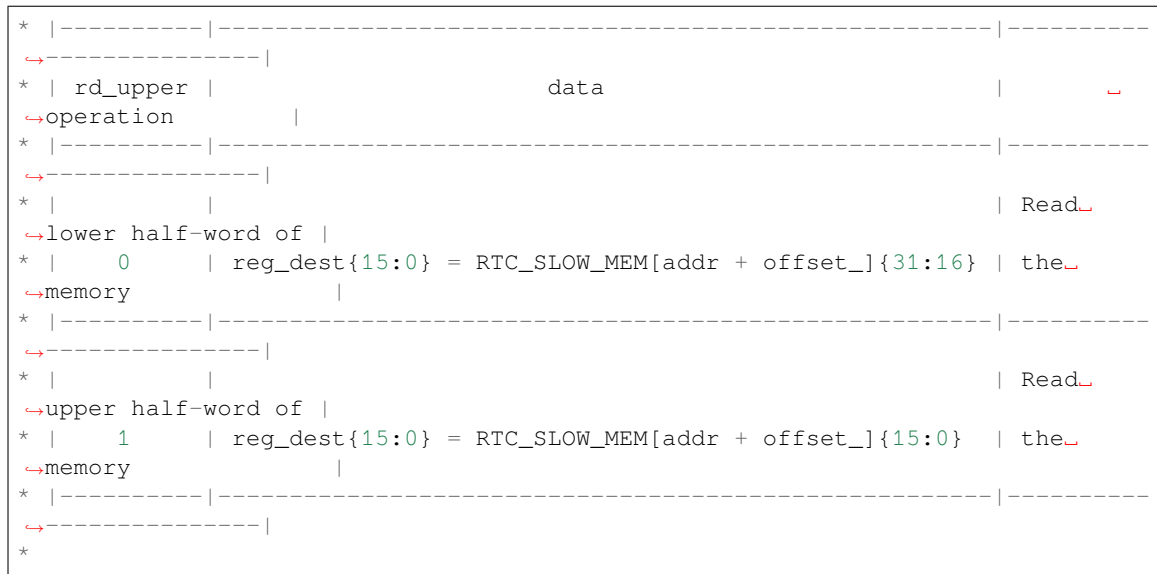 * |----------|------------------------------------------------------|----------
↪---------------|
* | rd_upper |                       data                           |       ␣
↪operation        |
* |----------|------------------------------------------------------|----------
↪---------------|
* |          |                                                      | Read␣
↪lower half-word of |
* |    0     | reg_dest{15:0} = RTC_SLOW_MEM[addr + offset_]{31:16} | the␣
↪memory              |
* |----------|------------------------------------------------------|----------
↪---------------|
* |          |                                                      | Read␣
↪upper half-word of |
* |    1     | reg_dest{15:0} = RTC_SLOW_MEM[addr + offset_]{15:0}  | the␣
↪memory              |
* |----------|------------------------------------------------------|----------
↪---------------|
*